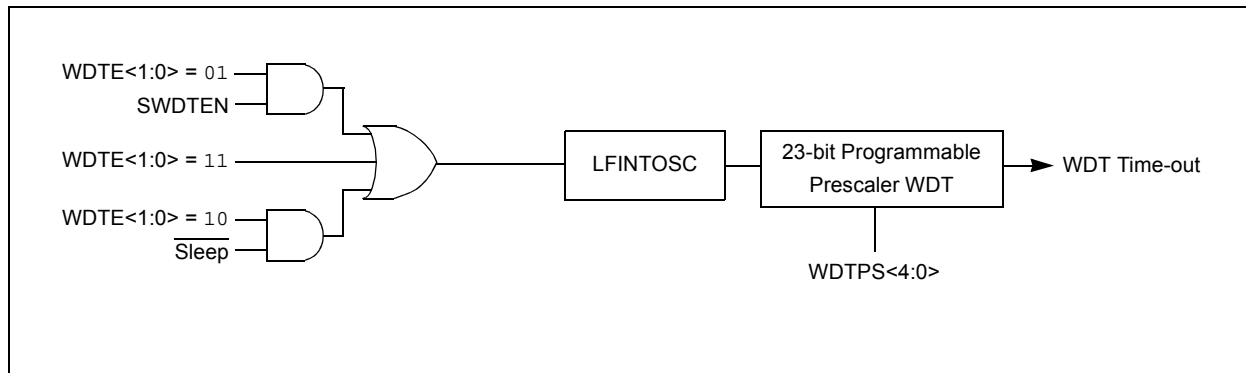 WDTE<1:0> = 01
SWDTEN
WDTE<1:0> = 11
WDTE<1:0> = 10
Sleep
LFINTOSC
23-bit Programmable
Prescaler WDT
WDT Time-out
WDTPS<4:0>